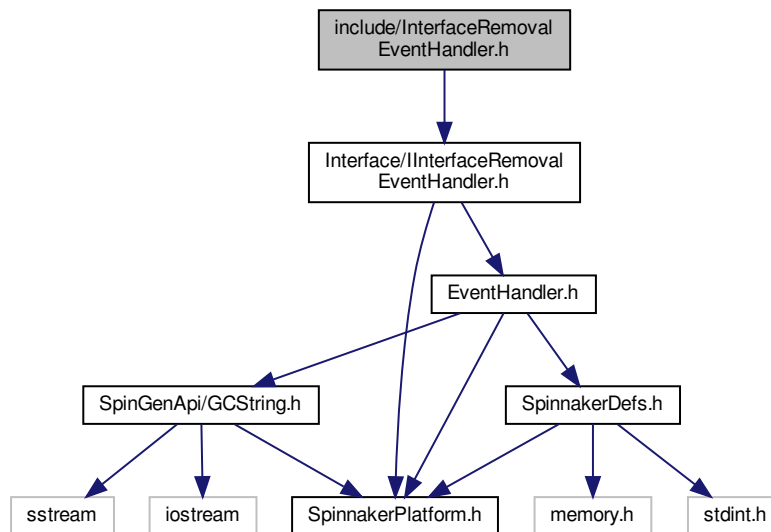 include/InterfaceRemoval
EventHandler.h
Interface/IInterfaceRemoval
EventHandler.h
EventHandler.h
SpinGenApi/GCString.h
SpinnakerDefs.h
sstream
iostream
SpinnakerPlatform.h
memory.h
stdint.h